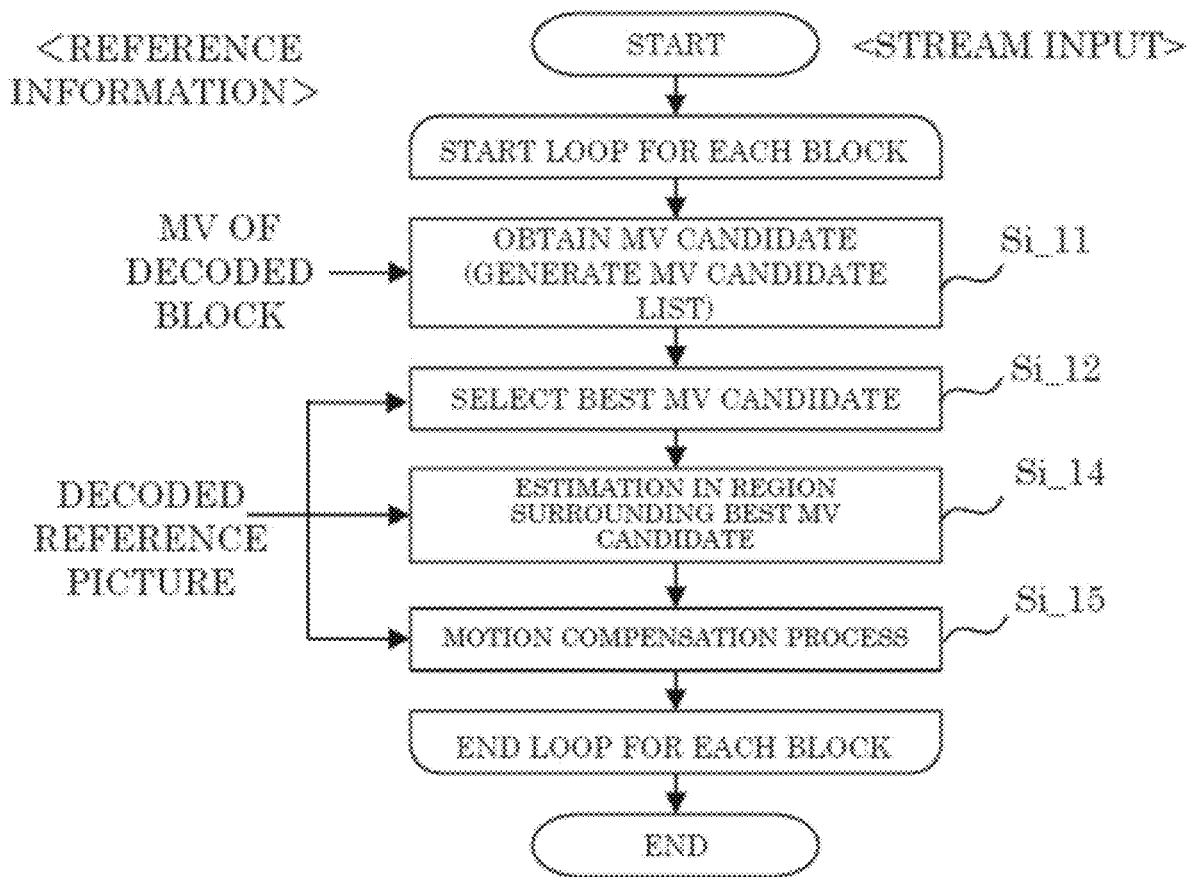 <REFERENCE
INFORMATION>
START
<STREAM INPUT>
START LOOP FOR EACH BLOCK
MV OF
DECODED
BLOCK
OBTAIN MV CANDIDATE
(GENERATE MV CANDIDATE
LIST)
Si_11
SELECT BEST MV CANDIDATE
Si_12
DECODED
REFERENCE
PICTURE
ESTIMATION IN REGION
SURROUNDING BEST MV
CANDIDATE
Si_14
MOTION COMPENSATION PROCESS
Si_15
END LOOP FOR EACH BLOCK
END